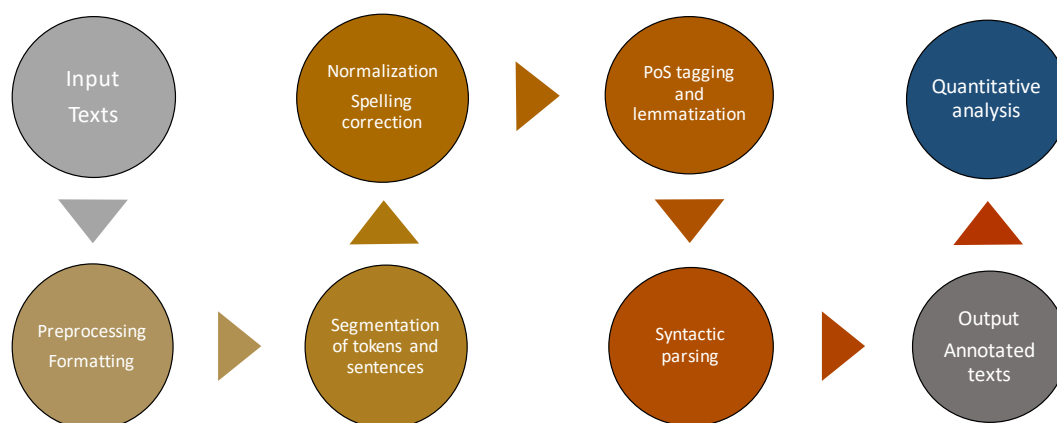 Input
Texts
Preprocessing
Formatting
Segmentation
of tokens and
sentences
Normalization
Spelling
correction
PoS tagging
and
lemmatization
Syntactic
parsing
Output
Annotated
texts
Quantitative
analysis